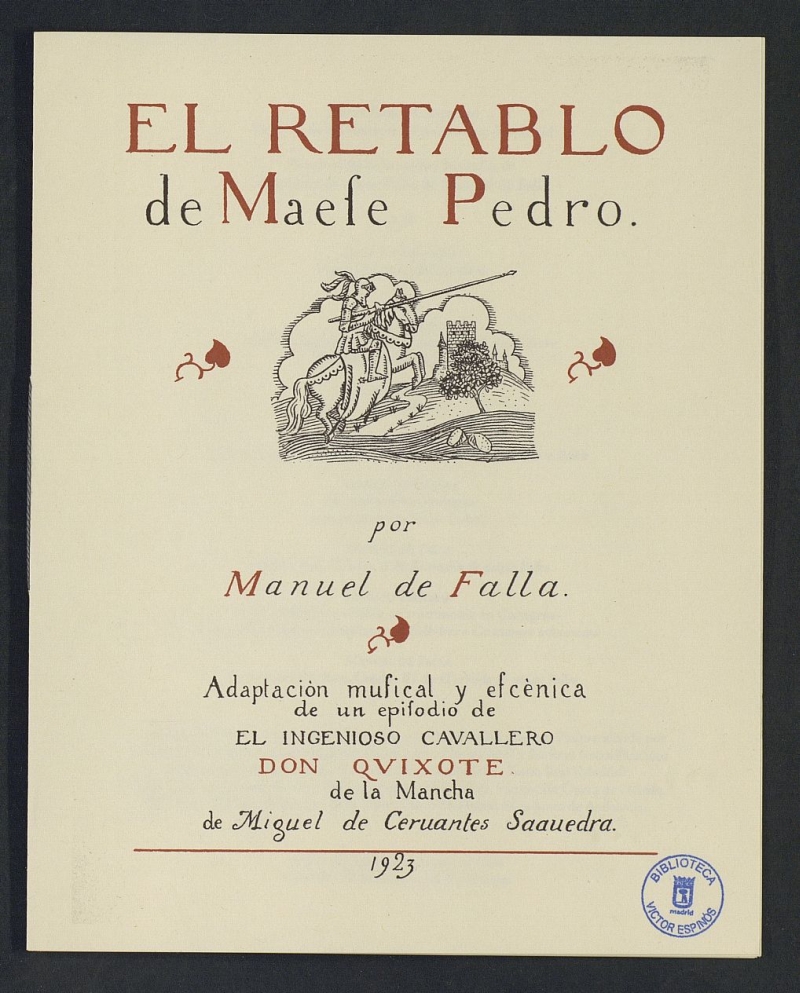 EL RETABLO
de Maeſe Pedro.
por
Manuel de Falla.
Adaptaciòn muſical y eſcènica
de un epiſodio de
EL INGENIOSO CAVALLERO
DON QVIXOTE.
de la Mancha
de Miguel de Ceruantes Saauedra.
1923
BIBLIOTECA
madrid
VICTOR ESPINÓS